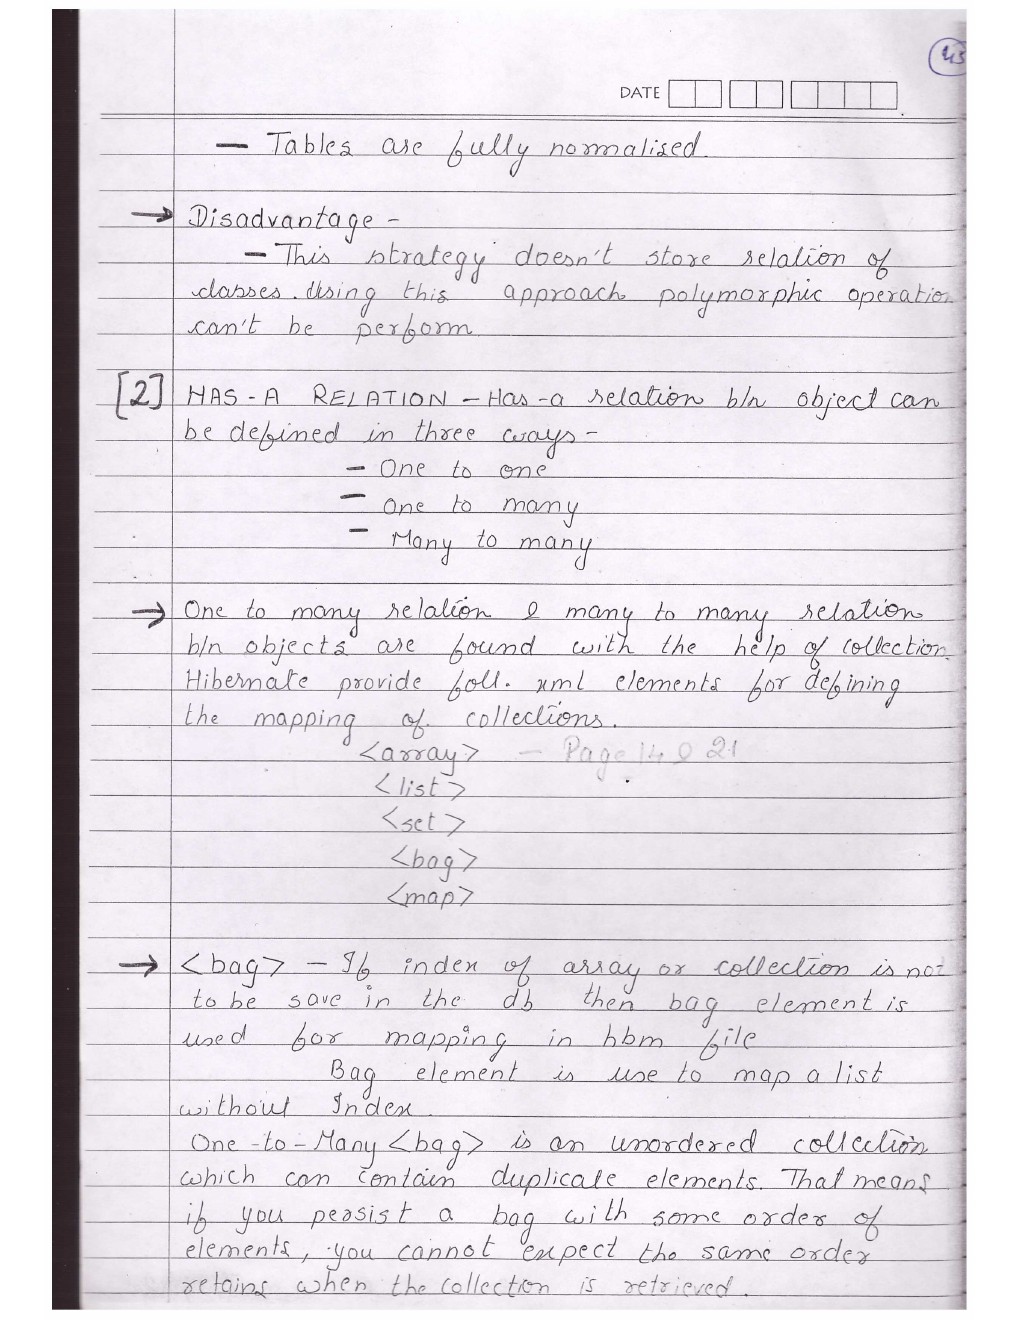 43
DATE
— Tables are fully normalized.
→ Disadvantage -
— This strategy doesn't store relation of
classes. Using this approach polymorphic operation
can't be perform
[2] HAS - A RELATION - Has-a relation b/n object can
be defined in three ways -
- One to one
- One to many
- Many to many
→ One to many relation & many to many relation
b/n objects are found with the help of collection.
Hibernate provide foll. xml elements for defining
the mapping of collections.
<array> - Page 14 & 21
<list>
<set>
<bag>
<map>
→ <bag> - If index of array or collection is not
to be save in the db then bag element is
used for mapping in hbm file
Bag element is use to map a list
without Index.
One-to-Many <bag> is an unordered collection
which can contain duplicate elements. That means
if you persist a bag with some order of
elements, you cannot expect the same order
retains when the collection is retrieved.